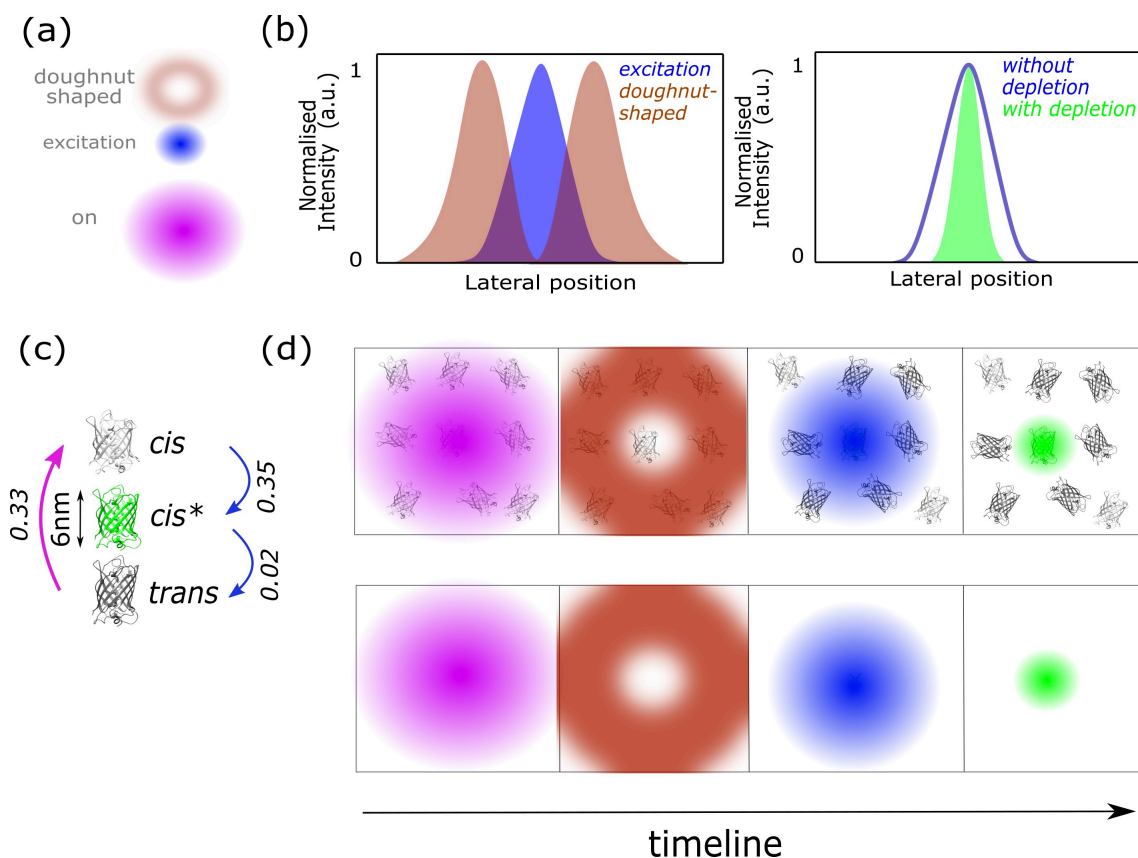 (a)
doughnut
shaped
excitation
on
(b)
1
0
Normalised
Intensity (a.u.)
excitation
doughnut-
shaped
Lateral position
1
0
Normalised
Intensity (a.u.)
without
depletion
with depletion
Lateral position
(c)
cis
0.35
0.33
6nm
cis*
0.02
trans
(d)
timeline